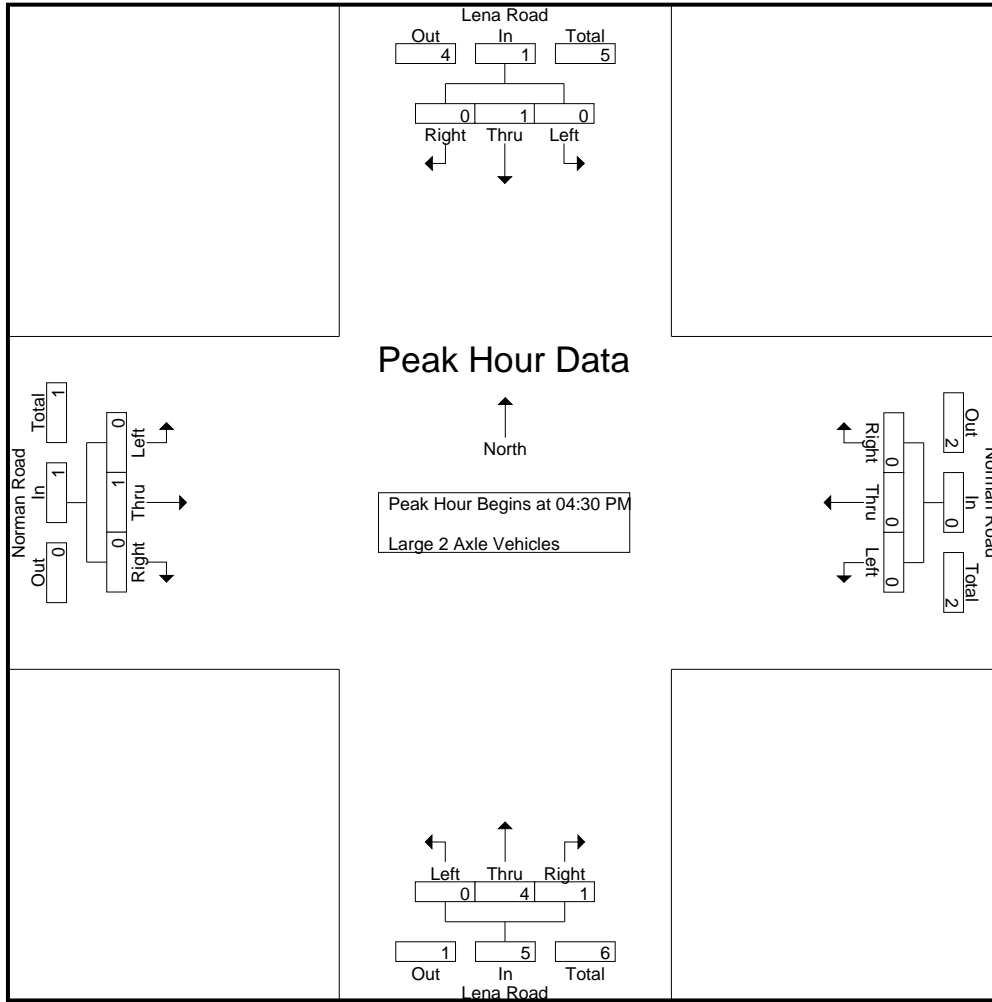 Lena Road
Out In Total
4 1 5
0 1 0
Right Thru Left
Peak Hour Data
North
Peak Hour Begins at 04:30 PM
Large 2 Axle Vehicles
Norman Road
Out In Total
0 1 1
Left Thru Right
0 1 0
Norman Road
Out In Total
2 0 2
Right Thru Left
0 0 0
Left Thru Right
0 4 1
1 5 6
Out In Total
Lena Road